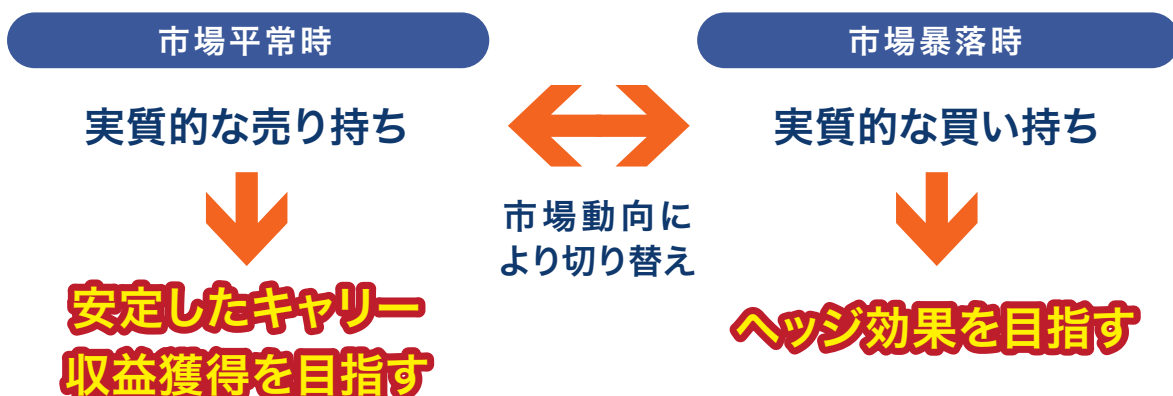 市場平常時
実質的な売り持ち
安定したキャリー
収益獲得を目指す
市場動向に
より切り替え
市場暴落時
実質的な買い持ち
ヘッジ効果を目指す